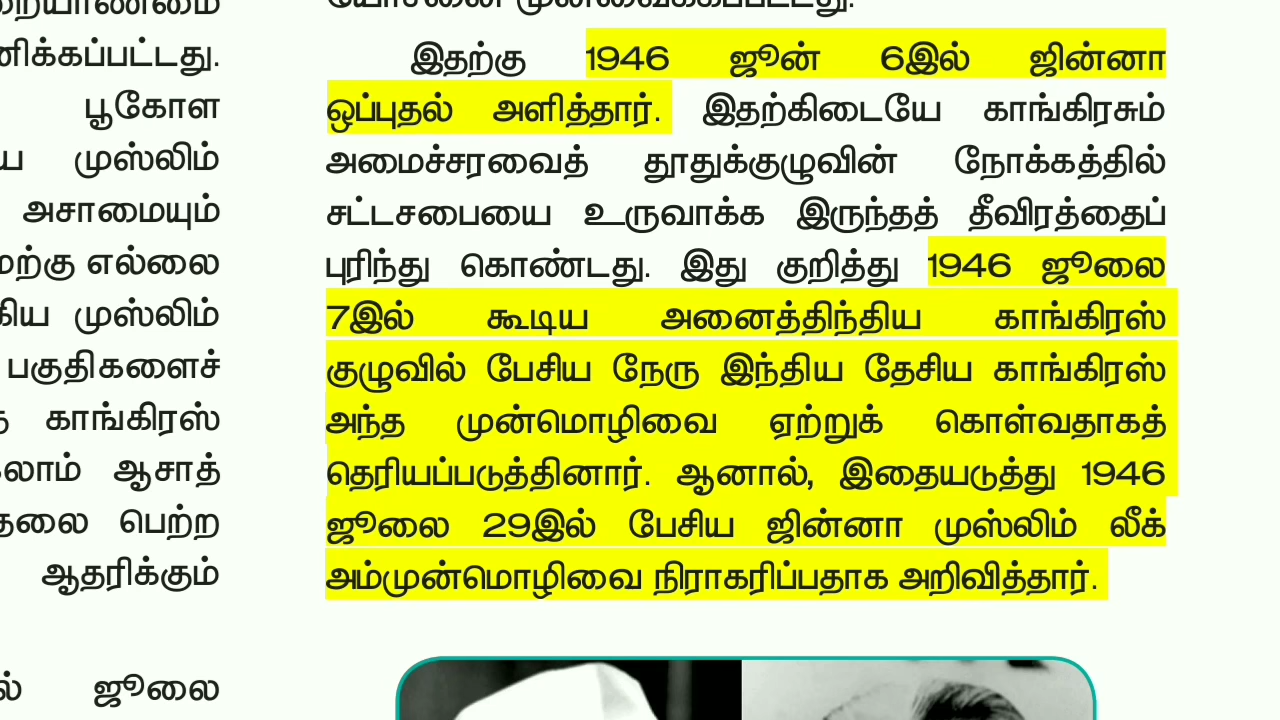 னிக்கப்பட்டது.
பூகோள
முஸ்லிம்
அசாமையும்
எல்லை
முஸ்லிம்
பகுதிகளைச்
காங்கிரஸ்
ஆசாத்
பெற்ற
ஆதரிக்கும்
ஜூலை
இதற்கு 1946 ஜூன் 6இல் ஜின்னா
ஒப்புதல் அளித்தார். இதற்கிடையே காங்கிரசும்
அமைச்சரவைத் தூதுக்குழுவின் நோக்கத்தில்
சட்டசபையை உருவாக்க இருந்தத் தீவிரத்தைப்
புரிந்து கொண்டது. இது குறித்து 1946 ஜூலை
7இல் கூடிய அனைத்திந்திய காங்கிரஸ்
குழுவில் பேசிய நேரு இந்திய தேசிய காங்கிரஸ்
அந்த முன்மொழிவை ஏற்றுக் கொள்வதாகத்
தெரியப்படுத்தினார். ஆனால், இதையடுத்து 1946
ஜூலை 29இல் பேசிய ஜின்னா முஸ்லிம் லீக்
அம்முன்மொழிவை நிராகரிப்பதாக அறிவித்தார்.